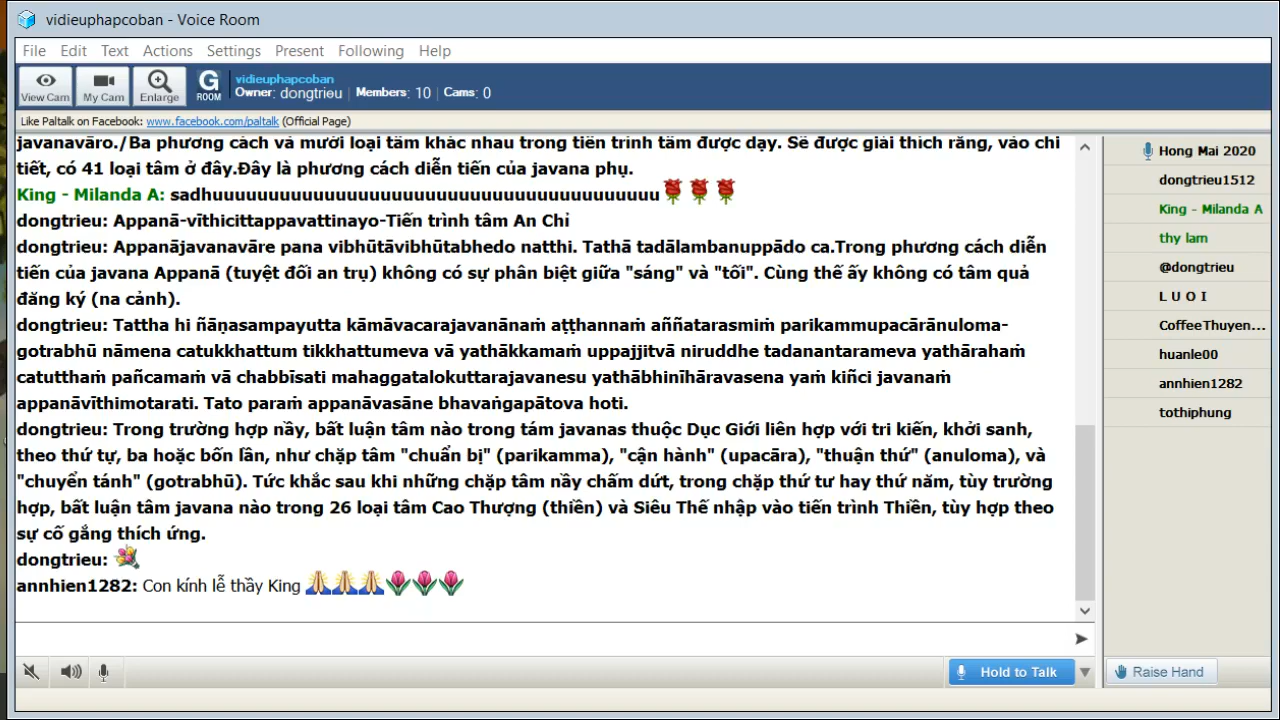 vidieuphapcoban - Voice Room
File Edit Text Actions Settings Present Following Help
View Cam My Cam Enlarge G ROOM
vidieuphapcoban
Owner: dongtrieu | Members: 10 | Cams: 0
Like Paltalk on Facebook: www.facebook.com/paltalk (Official Page)
javanavāro./Ba phương cách và mười loại tâm khác nhau trong tiến trình tâm được dạy. Sẽ được giải thích rằng, vào chi
tiết, có 41 loại tâm ở đây.Đây là phương cách diễn tiến của javana phụ.
King - Milanda A: sadhuuuuuuuuuuuuuuuuuuuuuuuuuuuuuuuuuuuuuuu
dongtrieu: Appanā-vīthicittappavattinayo-Tiến trình tâm An Chỉ
dongtrieu: Appanājavanavāre pana vibhūtāvibhūtabhedo natthi. Tathā tadālambanuppādo ca.Trong phương cách diễn
tiến của javana Appanā (tuyệt đối an trụ) không có sự phân biệt giữa "sáng" và "tối". Cùng thế ấy không có tâm quả
đăng ký (na cảnh).
dongtrieu: Tattha hi ñāṇasampayutta kāmāvacarajavanānaṁ aṭṭhannaṁ aññatarasmiṁ parikammupacārānuloma-
gotrabhū nāmena catukkhattum tikkhattumeva vā yathākkamaṁ uppajjitvā niruddhe tadanantarameva yathārahaṁ
catutthaṁ pañcamaṁ vā chabbīsati mahaggatalokuttarajavanesu yathābhinīhāravasena yaṁ kiñci javanaṁ
appanāvīthimotarati. Tato paraṁ appanāvasāne bhavaṅgapātova hoti.
dongtrieu: Trong trường hợp nầy, bất luận tâm nào trong tám javanas thuộc Dục Giới liên hợp với tri kiến, khởi sanh,
theo thứ tự, ba hoặc bốn lần, như chặp tâm "chuẩn bị" (parikamma), "cận hành" (upacāra), "thuận thứ" (anuloma), và
"chuyển tánh" (gotrabhū). Tức khắc sau khi những chặp tâm nầy chấm dứt, trong chặp thứ tư hay thứ năm, tùy trường
hợp, bất luận tâm javana nào trong 26 loại tâm Cao Thượng (thiền) và Siêu Thế nhập vào tiến trình Thiền, tùy hợp theo
sự cố gắng thích ứng.
dongtrieu:
annhien1282: Con kính lễ thầy King
Hold to Talk
Hong Mai 2020
dongtrieu1512
King - Milanda A
thy lam
@dongtrieu
L U O I
CoffeeThuyen...
huanle00
annhien1282
tothiphung
Raise Hand